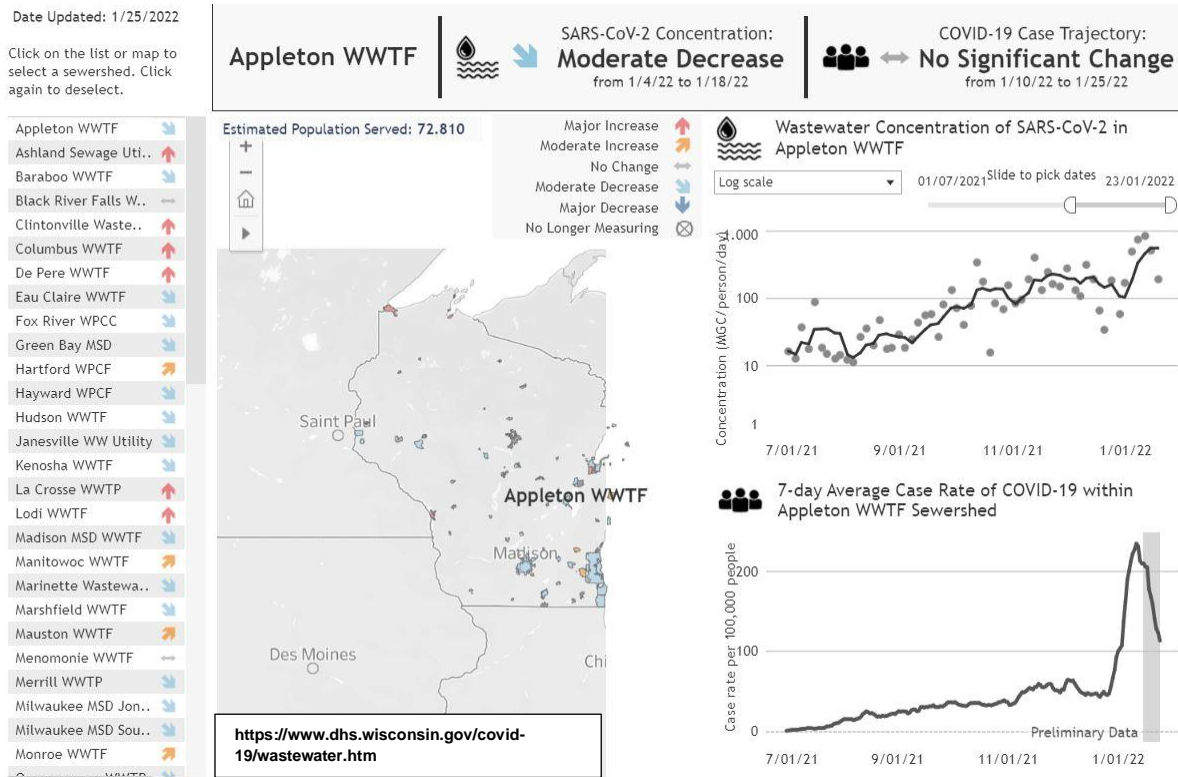 Date Updated: 1/25/2022
Click on the list or map to
select a sewershed. Click
again to deselect.
Appleton WWTF
SARS-CoV-2 Concentration:
Moderate Decrease
from 1/4/22 to 1/18/22
COVID-19 Case Trajectory:
No Significant Change
from 1/10/22 to 1/25/22
Appleton WWTF
Ashland Sewage Uti..
Baraboo WWTF
Black River Falls W..
Clintonville Waste..
Columbus WWTF
De Pere WWTF
Eau Claire WWTF
Fox River WPCC
Green Bay MSD
Hartford WPCF
Hayward WPCF
Hudson WWTF
Janesville WW Utility
Kenosha WWTF
La Crosse WWTP
Lodi WWTF
Madison MSD WWTF
Manitowoc WWTF
Marinette Wastewa..
Marshfield WWTF
Mauston WWTF
Menomonie WWTF
Merrill WWTP
Milwaukee MSD Jon..
Milwaukee MSD Sou..
Monroe WWTF
Estimated Population Served: 72.810
Major Increase
Moderate Increase
No Change
Moderate Decrease
Major Decrease
No Longer Measuring
+
−
Saint Paul
Appleton WWTF
Madison
Des Moines
Chi
https://www.dhs.wisconsin.gov/covid-
19/wastewater.htm
Wastewater Concentration of SARS-CoV-2 in
Appleton WWTF
Log scale
01/07/2021
Slide to pick dates
23/01/2022
Concentration (MGC/person/day)
1.000
100
10
1
7/01/21
9/01/21
11/01/21
1/01/22
7-day Average Case Rate of COVID-19 within
Appleton WWTF Sewershed
Case rate per 100,000 people
200
100
0
Preliminary Data
7/01/21
9/01/21
11/01/21
1/01/22